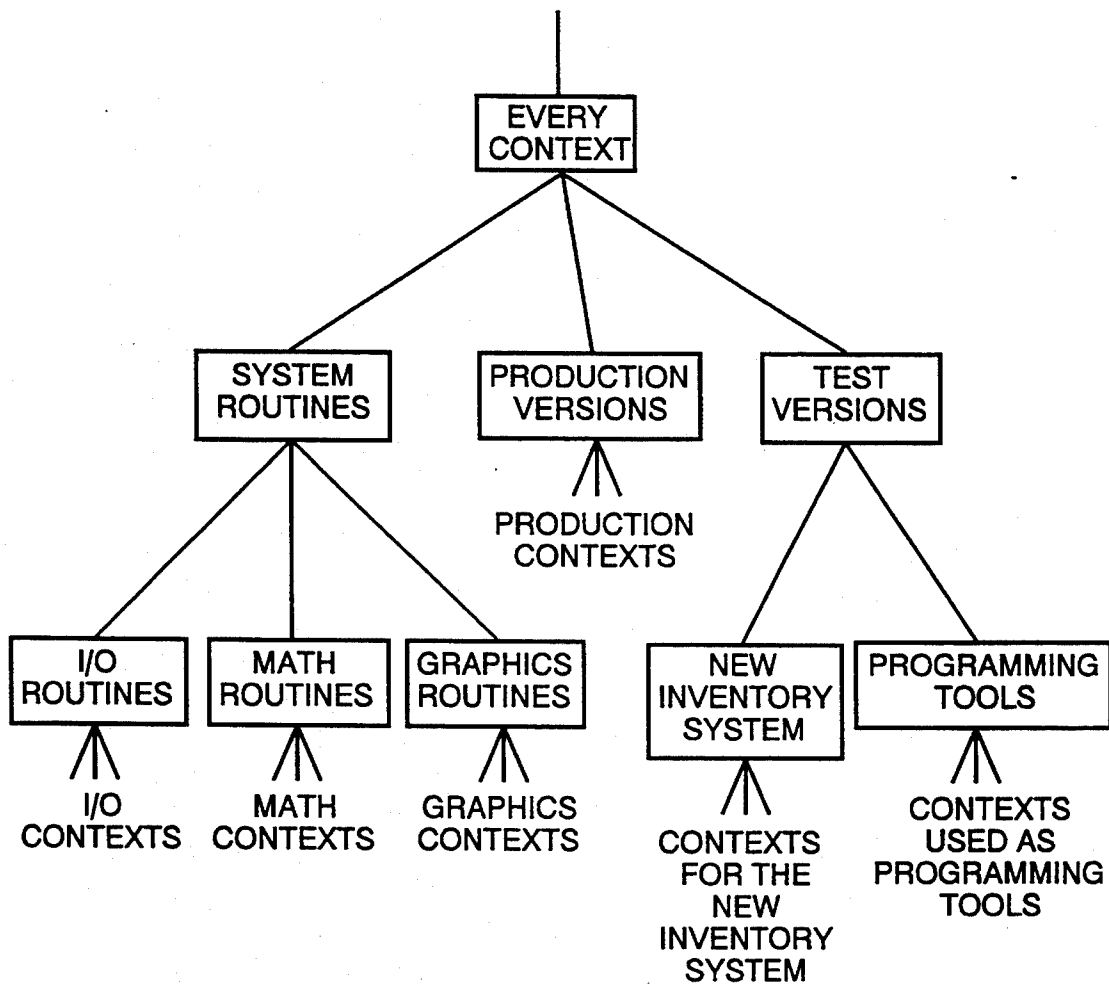 EVERY
CONTEXT
SYSTEM
ROUTINES
PRODUCTION
VERSIONS
TEST
VERSIONS
PRODUCTION
CONTEXTS
I/O
ROUTINES
MATH
ROUTINES
GRAPHICS
ROUTINES
NEW
INVENTORY
SYSTEM
PROGRAMMING
TOOLS
I/O
CONTEXTS
MATH
CONTEXTS
GRAPHICS
CONTEXTS
CONTEXTS
FOR THE
NEW
INVENTORY
SYSTEM
CONTEXTS
USED AS
PROGRAMMING
TOOLS